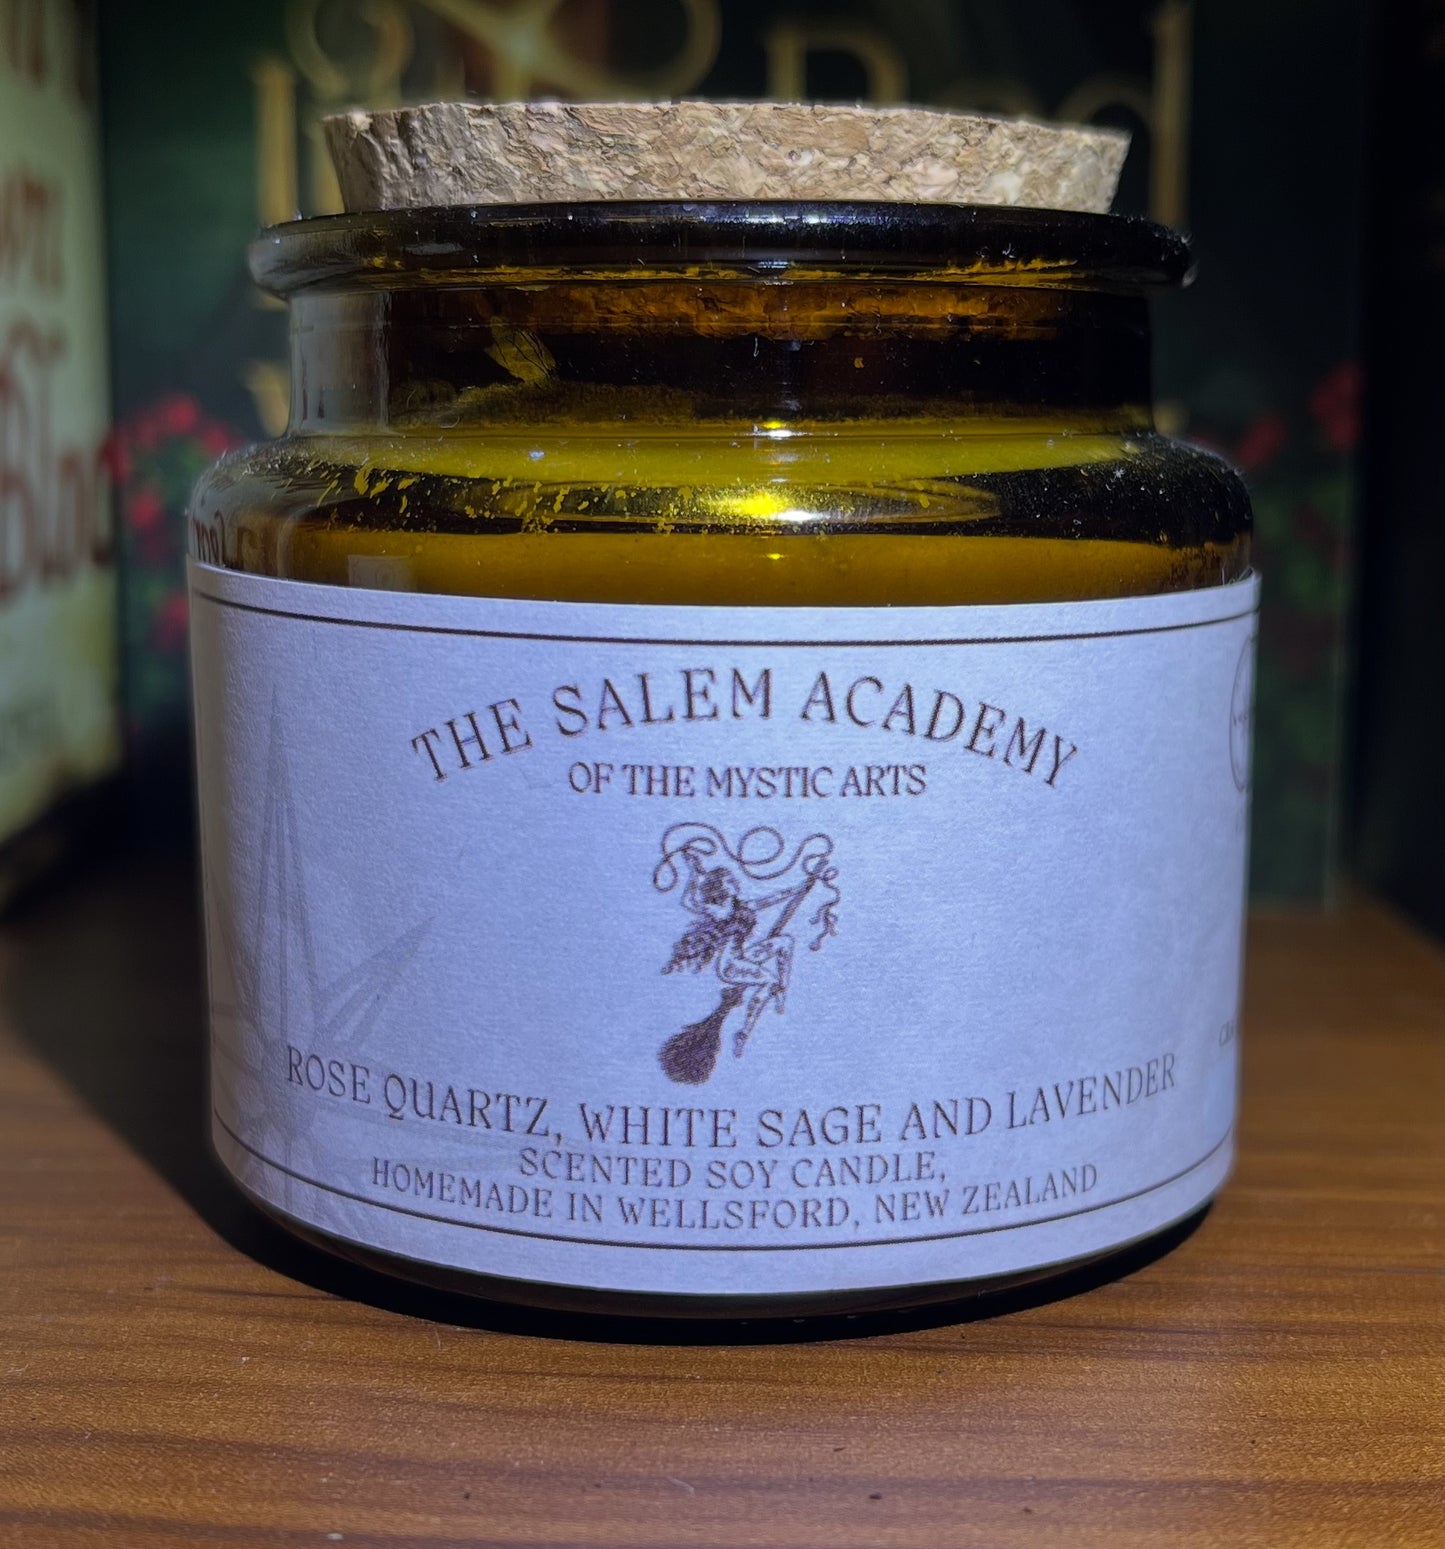 THE SALEM ACADEMY
OF THE MYSTIC ARTS
ROSE QUARTZ, WHITE SAGE AND LAVENDER
SCENTED SOY CANDLE,
HOMEMADE IN WELLSFORD, NEW ZEALAND